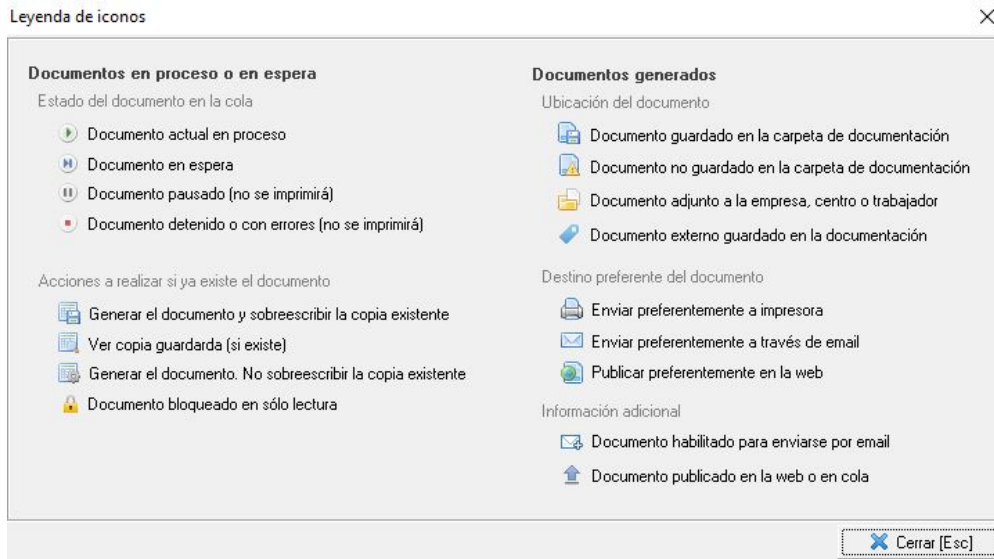 Leyenda de iconos
Documentos en proceso o en espera
Estado del documento en la cola
Documento actual en proceso
Documento en espera
Documento pausado (no se imprimirá)
Documento detenido o con errores (no se imprimirá)
Acciones a realizar si ya existe el documento
Generar el documento y sobreescribir la copia existente
Ver copia guardarda (si existe)
Generar el documento. No sobreescribir la copia existente
Documento bloqueado en sólo lectura
Documentos generados
Ubicación del documento
Documento guardado en la carpeta de documentación
Documento no guardado en la carpeta de documentación
Documento adjunto a la empresa, centro o trabajador
Documento externo guardado en la documentación
Destino preferente del documento
Enviar preferentemente a impresora
Enviar preferentemente a través de email
Publicar preferentemente en la web
Información adicional
Documento habilitado para enviarse por email
Documento publicado en la web o en cola
Cerrar [Esc]